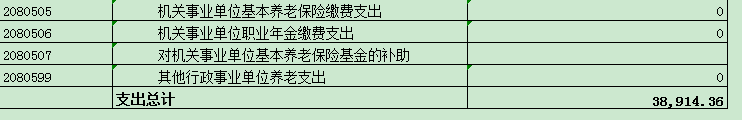 2080505 机关事业单位基本养老保险缴费支出 0
2080506 机关事业单位职业年金缴费支出 0
2080507 对机关事业单位基本养老保险基金的补助
2080599 其他行政事业单位养老支出 0
支出总计 38,914.36